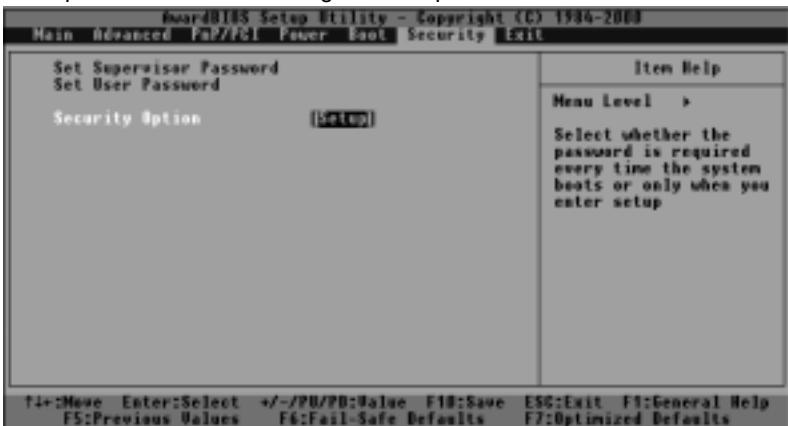 AwardBIOS Setup Utility - Copyright (C) 1984-2000
Main Advanced PnP/PCI Power Boot Security Exit
Set Supervisor Password
Set User Password
Security Option [Setup]
Item Help
Menu Level ▸
Select whether the
password is required
every time the system
boots or only when you
enter setup
↑↓←:Move Enter:Select +/-/PU/PD:Value F10:Save ESC:Exit F1:General Help
F5:Previous Values F6:Fail-Safe Defaults F7:Optimized Defaults